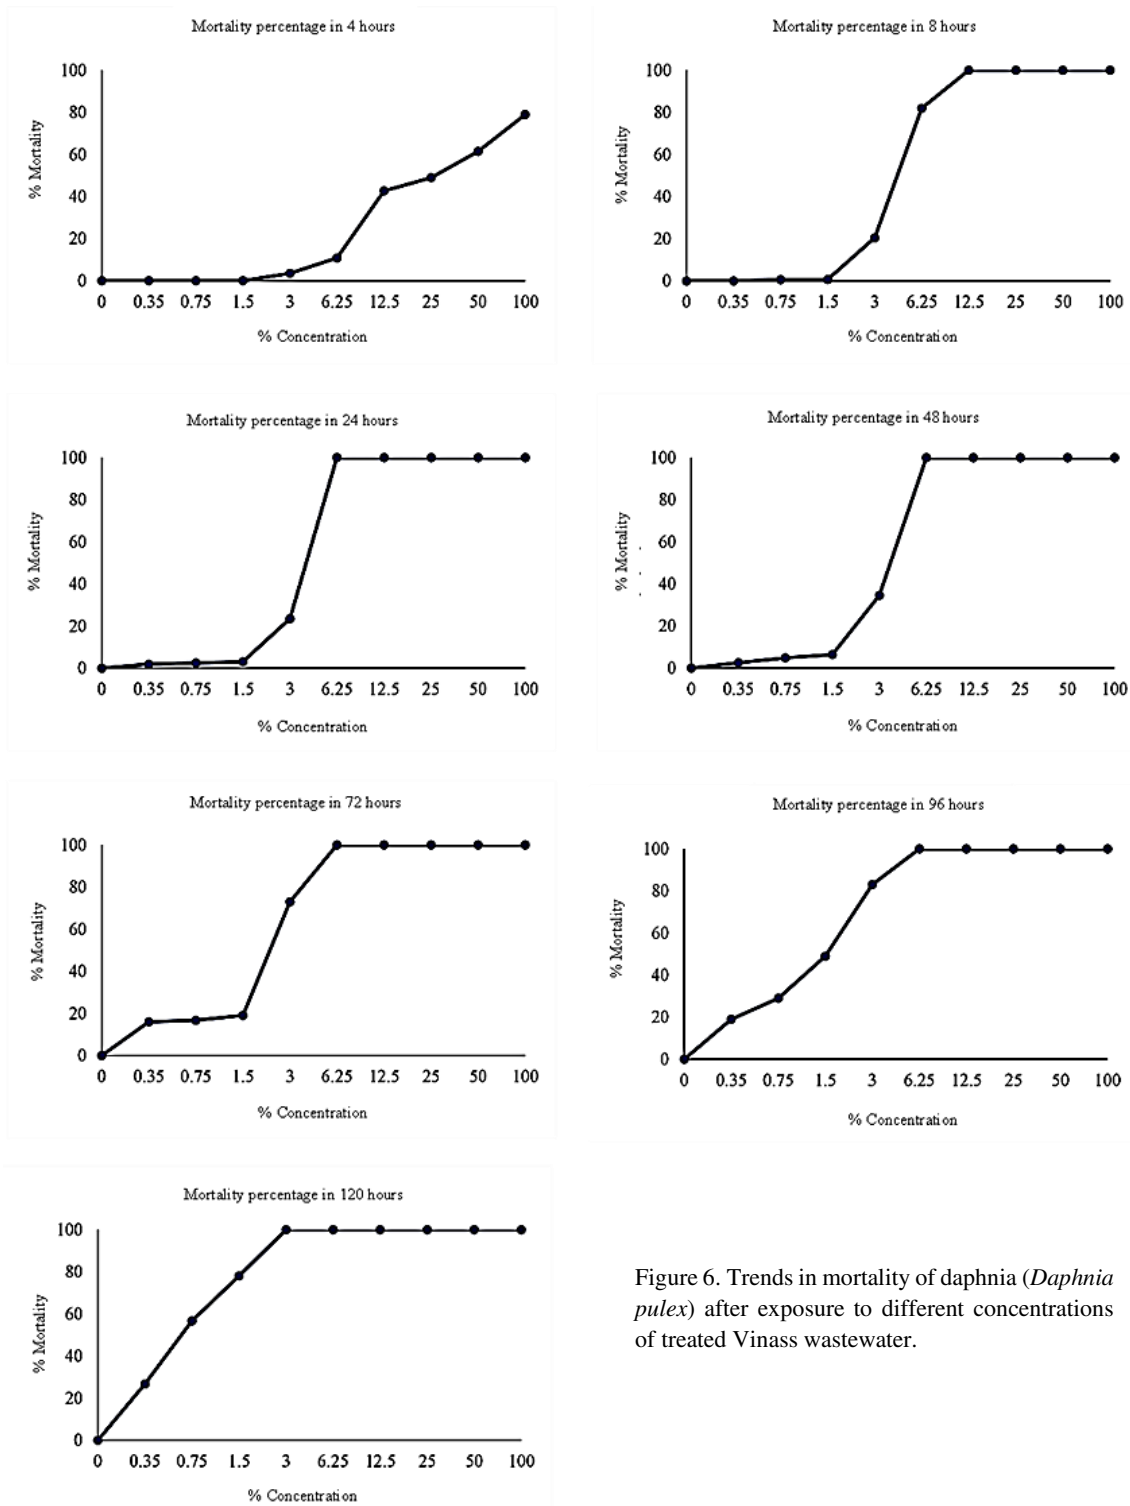 Mortality percentage in 4 hours
100
80
60
40
20
0
% Mortality
0 0.35 0.75 1.5 3 6.25 12.5 25 50 100
% Concentration
Mortality percentage in 8 hours
100
80
60
40
20
0
% Mortality
0 0.35 0.75 1.5 3 6.25 12.5 25 50 100
% Concentration
Mortality percentage in 24 hours
100
80
60
40
20
0
% Mortality
0 0.35 0.75 1.5 3 6.25 12.5 25 50 100
% Concentration
Mortality percentage in 48 hours
100
80
60
40
20
0
% Mortality
0 0.35 0.75 1.5 3 6.25 12.5 25 50 100
% Concentration
Mortality percentage in 72 hours
100
80
60
40
20
0
% Mortality
0 0.35 0.75 1.5 3 6.25 12.5 25 50 100
% Concentration
Mortality percentage in 96 hours
100
80
60
40
20
0
% Mortality
0 0.35 0.75 1.5 3 6.25 12.5 25 50 100
% Concentration
Mortality percentage in 120 hours
100
80
60
40
20
0
% Mortality
0 0.35 0.75 1.5 3 6.25 12.5 25 50 100
% Concentration
Figure 6. Trends in mortality of daphnia (Daphnia
pulex) after exposure to different concentrations
of treated Vinass wastewater.